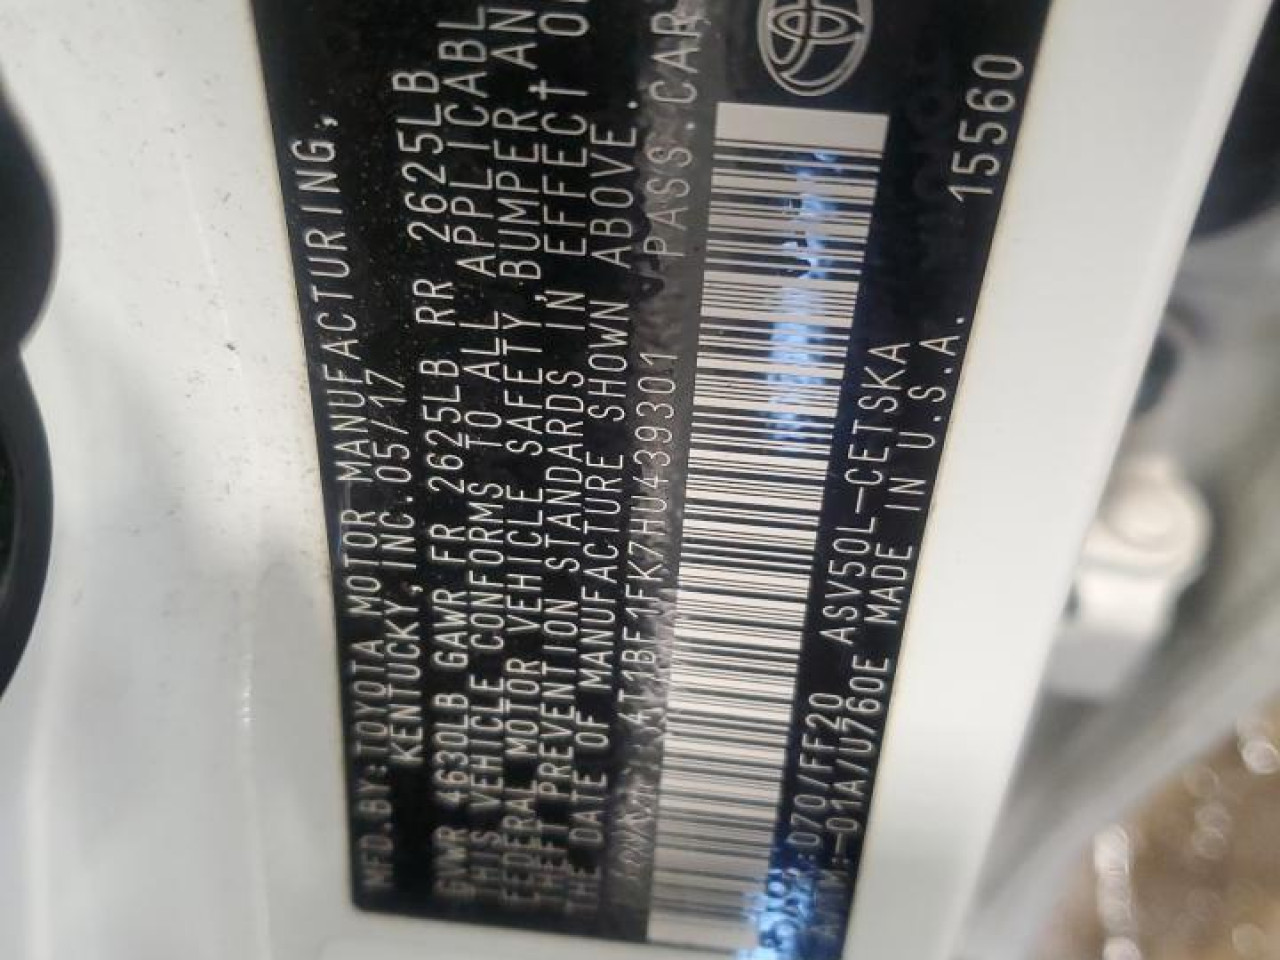 MFD.BY:TOYOTA MOTOR MANUFACTURING,
KENTUCKY, INC.05/17
GVWR 4630LB GAWR FR 2625LB RR 2625LB
THIS VEHICLE CONFORMS TO ALL APPLICABL
FEDERAL MOTOR VEHICLE SAFETY, BUMPER AN
THEFT PREVENTION STANDARDS IN EFFECT O
THE DATE OF MANUFACTURE SHOWN ABOVE.
4T1BF1FK7HU439301 PASS.CAR
070/FF20 ASV50L-CETSKA
-01A/U760E MADE IN U.S.A.
15560